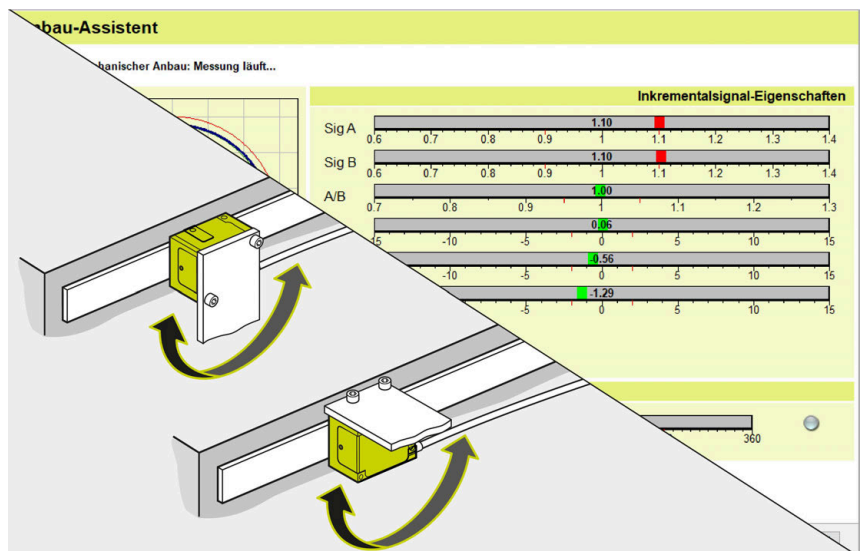 nbau-Assistent
hanischer Anbau: Messung läuft...
Inkrementalsignal-Eigenschaften
Sig A
1.10
0.6 0.7 0.8 0.9 1 1.1 1.2 1.3 1.4
Sig B
1.10
0.6 0.7 0.8 0.9 1 1.1 1.2 1.3 1.4
A/B
1.00
0.7 0.8 0.9 1 1.1 1.2 1.3
0.06
5 -10 -5 0 5 10 15
-0.56
-10 -5 0 5 10 15
-1.29
-5 0 5 10 15
360